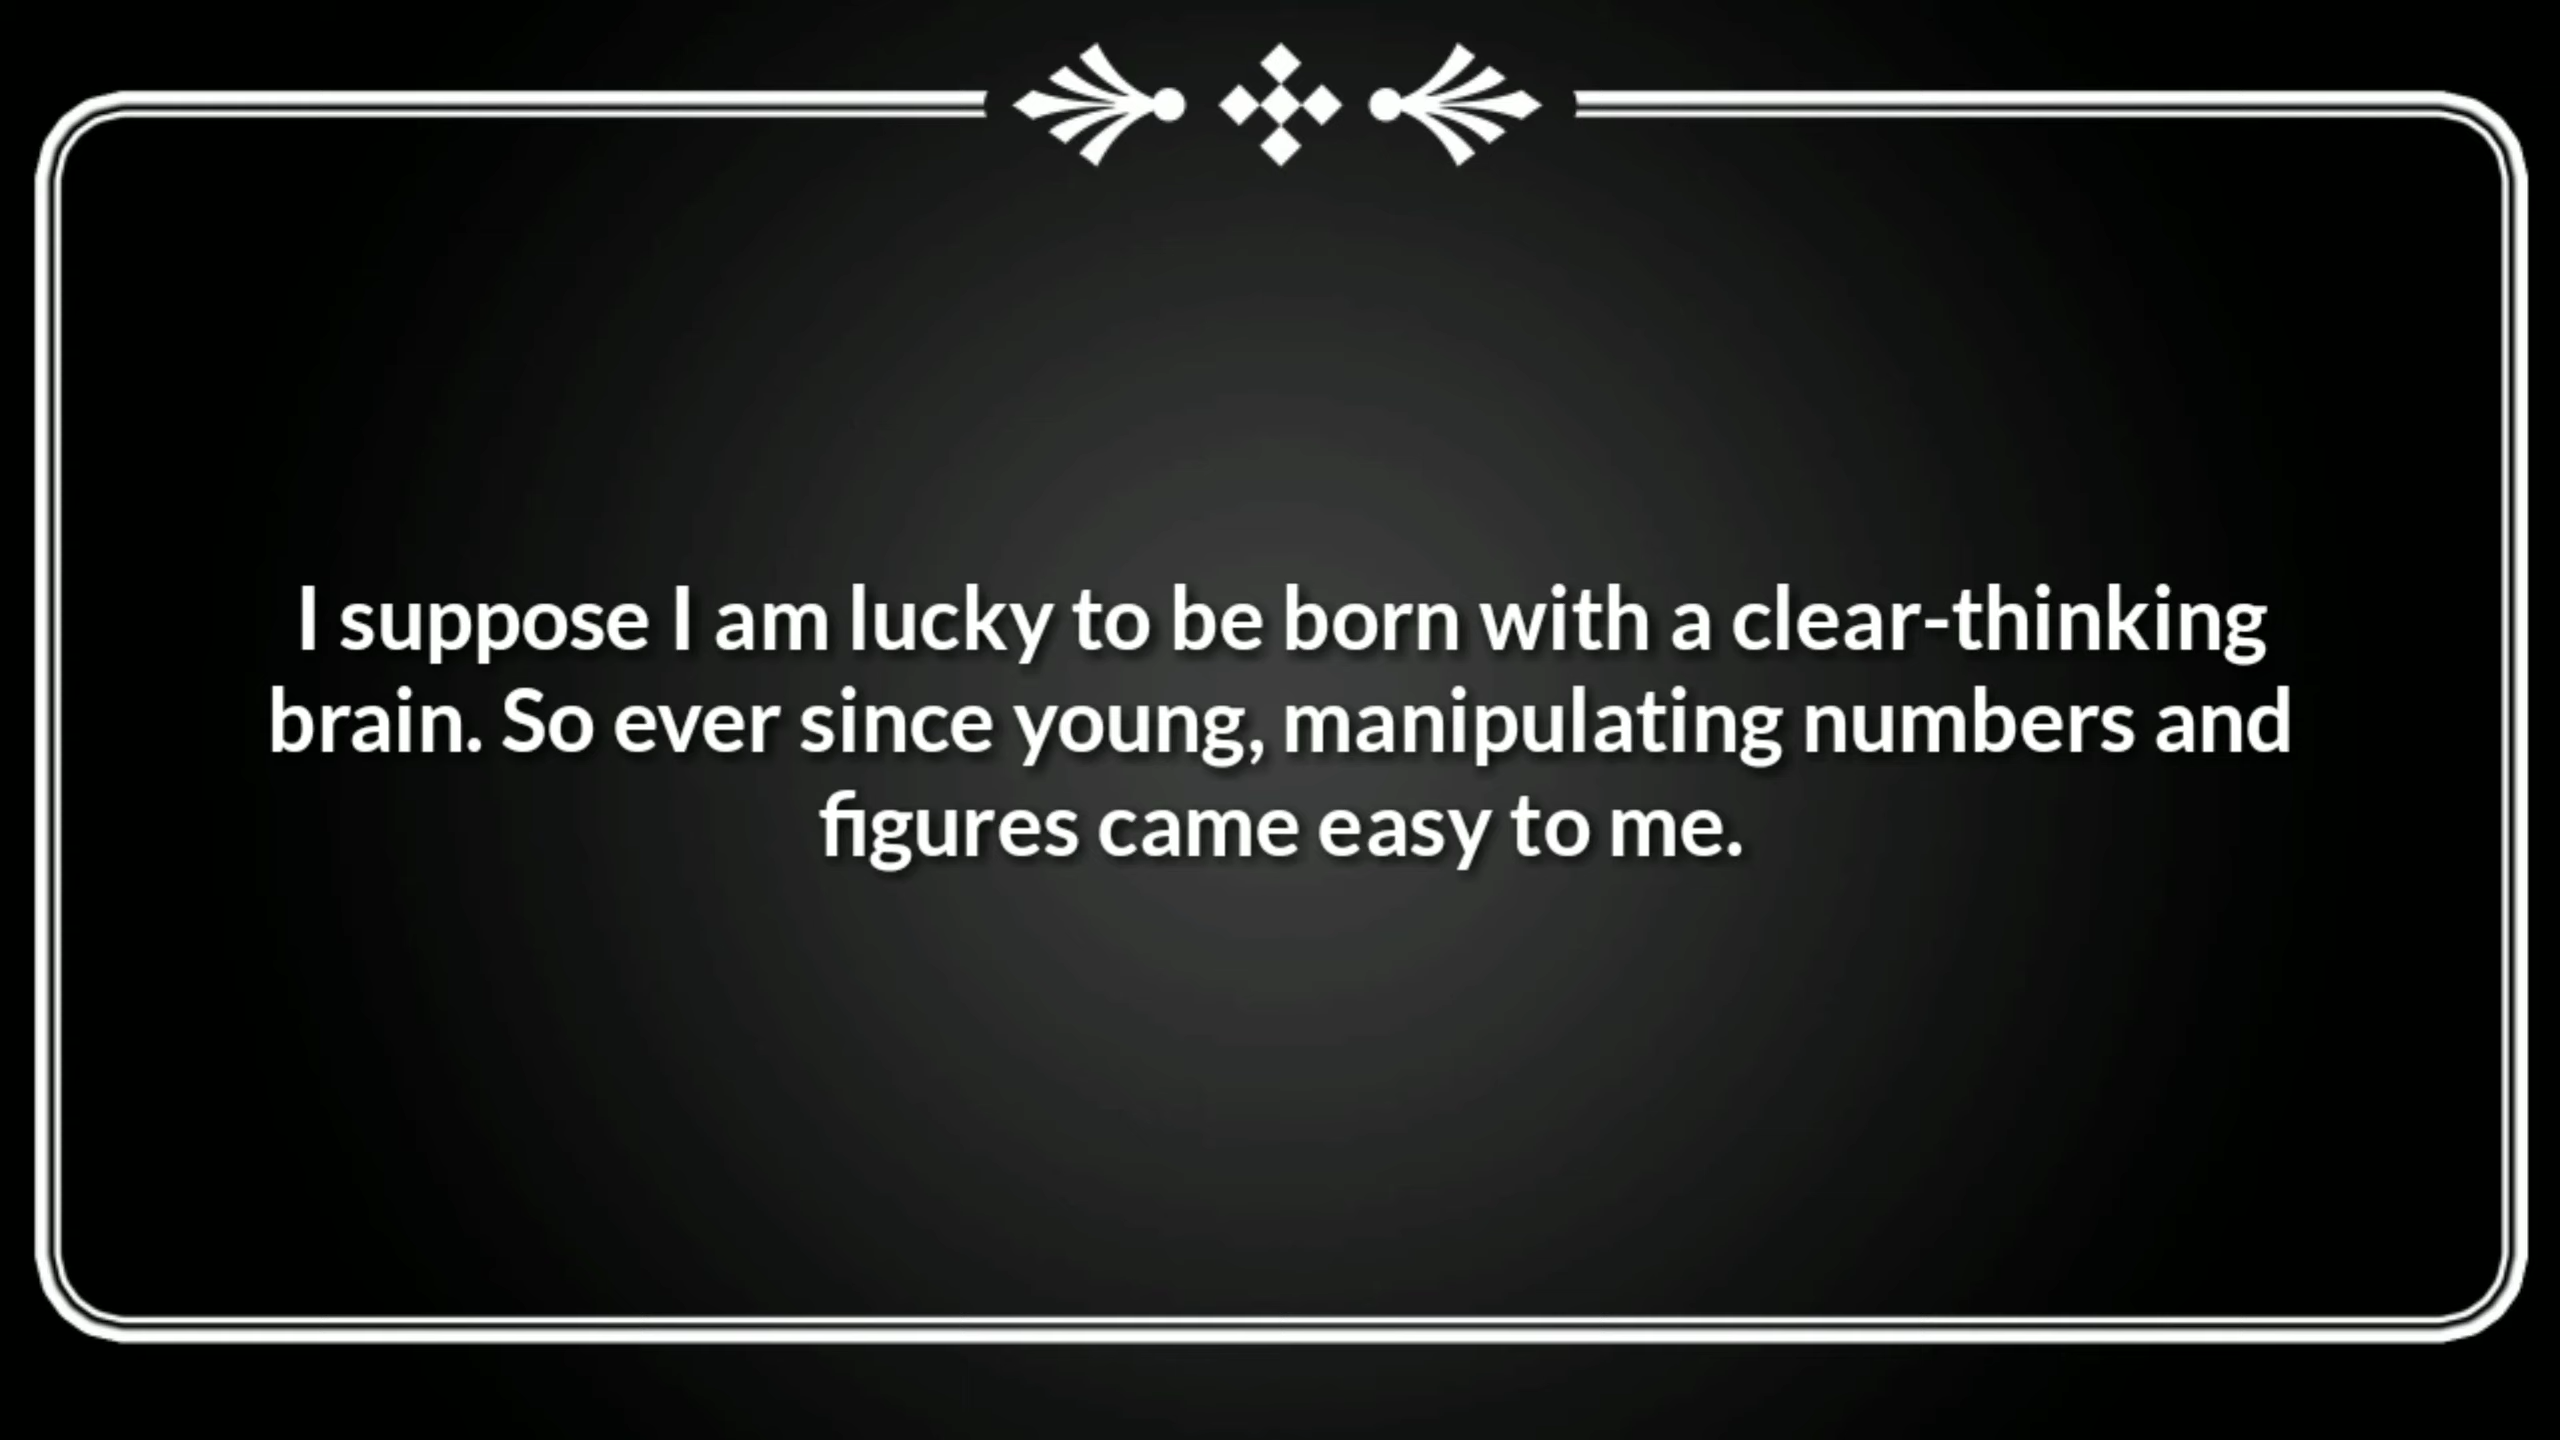 I suppose I am lucky to be born with a clear-thinking
brain. So ever since young, manipulating numbers and
figures came easy to me.